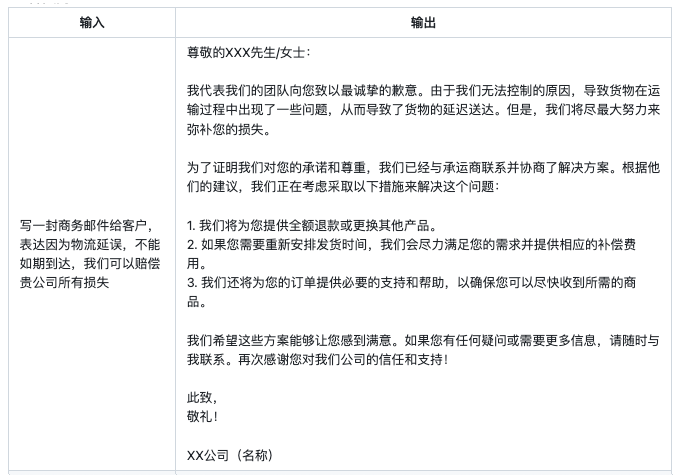 输入
输出
写一封商务邮件给客户，
表达因为物流延误，不能
如期到达，我们可以赔偿
贵公司所有损失
尊敬的XXX先生/女士：
我代表我们的团队向您致以最诚挚的歉意。由于我们无法控制的原因，导致货物在运
输过程中出现了一些问题，从而导致了货物的延迟送达。但是，我们将尽最大努力来
弥补您的损失。
为了证明我们对您的承诺和尊重，我们已经与承运商联系并协商了解决方案。根据他
们的建议，我们正在考虑采取以下措施来解决这个问题：
1. 我们将为您提供全额退款或更换其他产品。
2. 如果您需要重新安排发货时间，我们会尽力满足您的需求并提供相应的补偿费
用。
3. 我们还将为您的订单提供必要的支持和帮助，以确保您可以尽快收到所需的商
品。
我们希望这些方案能够让您感到满意。如果您有任何疑问或需要更多信息，请随时与
我联系。再次感谢您对我们公司的信任和支持！
此致，
敬礼！
XX公司（名称）